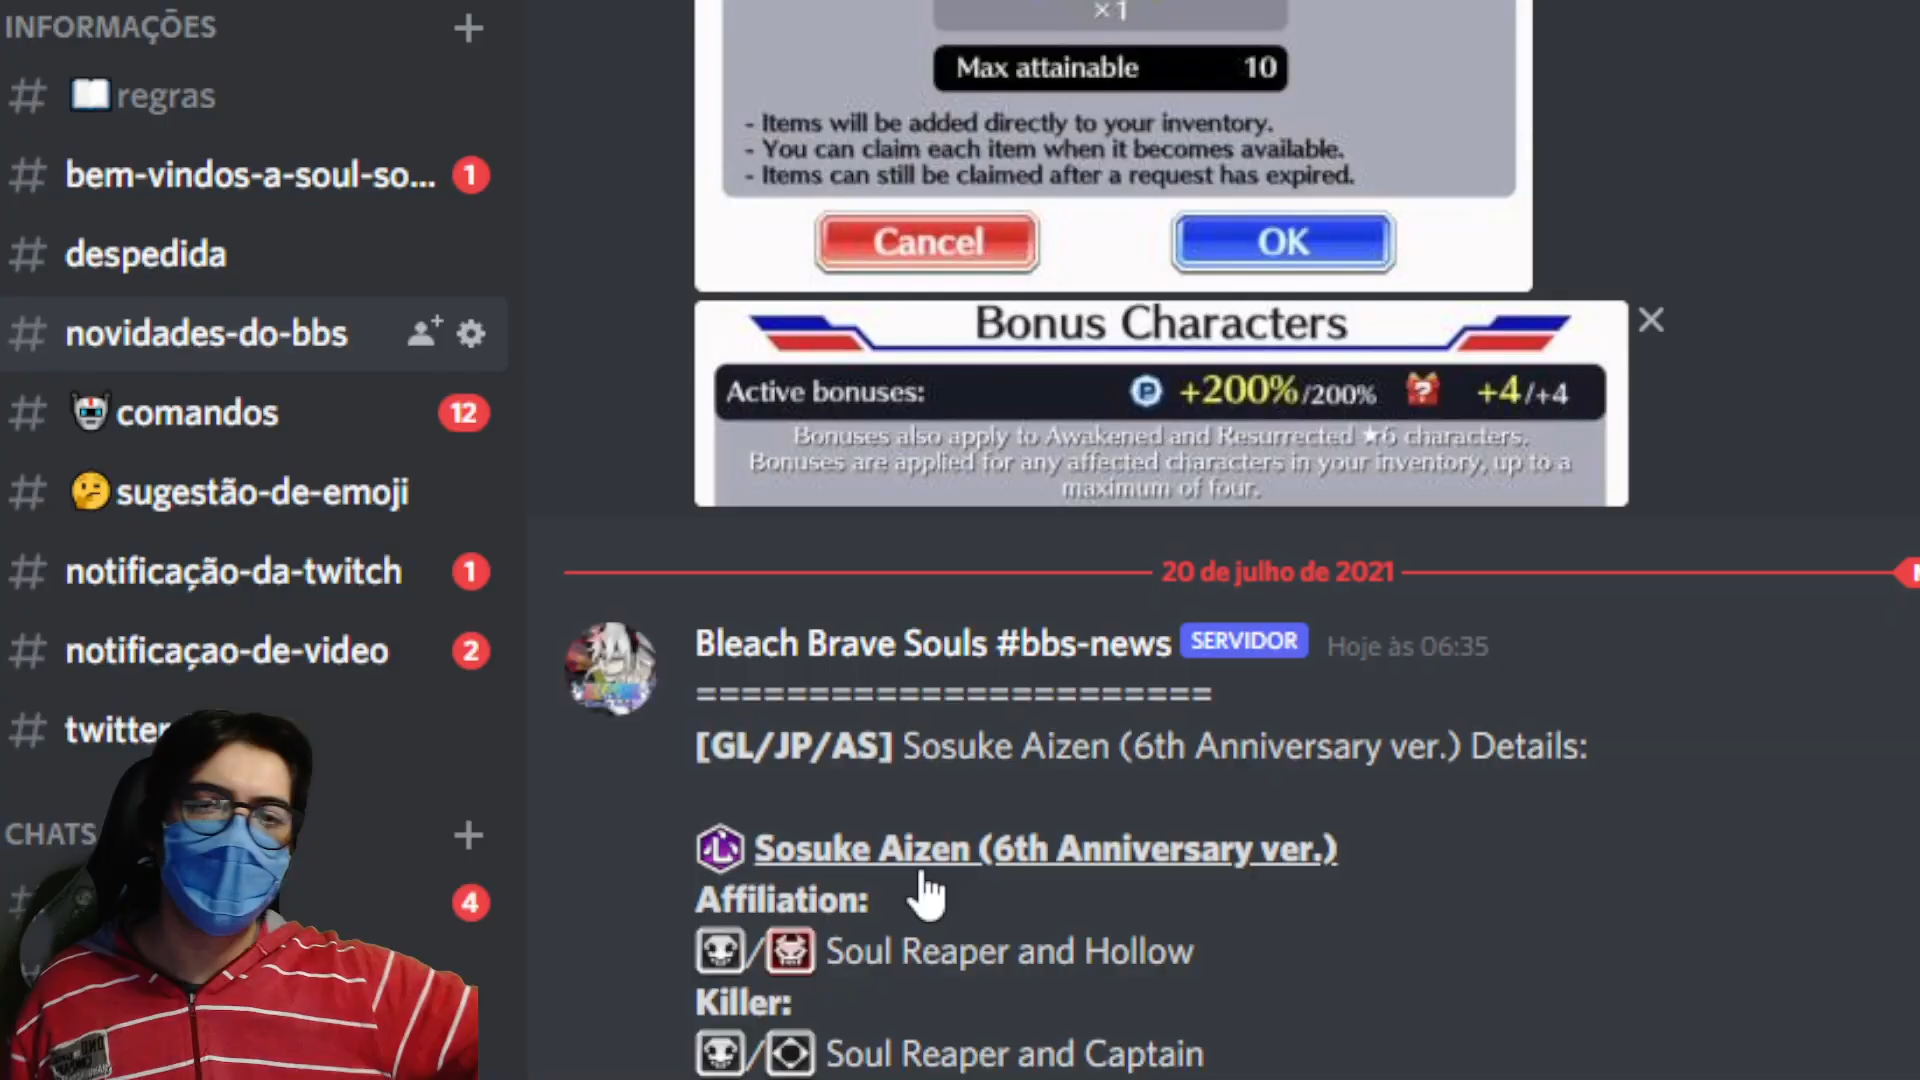 INFORMAÇÕES
regras
bem-vindos-a-soul-so... 1
despedida
novidades-do-bbs
comandos 12
sugestão-de-emoji
notificação-da-twitch 1
notificaçao-de-video 2
twitter
CHATS
4
×1
Max attainable 10
- Items will be added directly to your inventory.
- You can claim each item when it becomes available.
- Items can still be claimed after a request has expired.
Cancel OK
Bonus Characters
Active bonuses: P +200%/200% ? +4/+4
Bonuses also apply to Awakened and Resurrected ★6 characters.
Bonuses are applied for any affected characters in your inventory, up to a
maximum of four.
20 de julho de 2021
Bleach Brave Souls #bbs-news SERVIDOR Hoje às 06:35
=======================
[GL/JP/AS] Sosuke Aizen (6th Anniversary ver.) Details:
Sosuke Aizen (6th Anniversary ver.)
Affiliation:
/ Soul Reaper and Hollow
Killer:
/ Soul Reaper and Captain